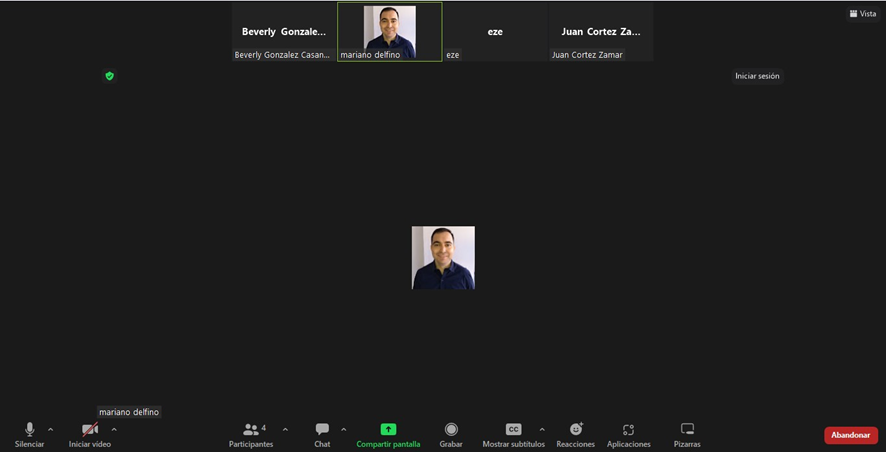 Beverly Gonzale...
eze
Juan Cortez Za...
Vista
Beverly Gonzalez Casan...
mariano delfino
eze
Juan Cortez Zamar
Iniciar sesión
mariano delfino
Silenciar
Iniciar video
Participantes
4
Chat
Compartir pantalla
Grabar
CC
Mostrar subtítulos
Reacciones
Aplicaciones
Pizarras
Abandonar